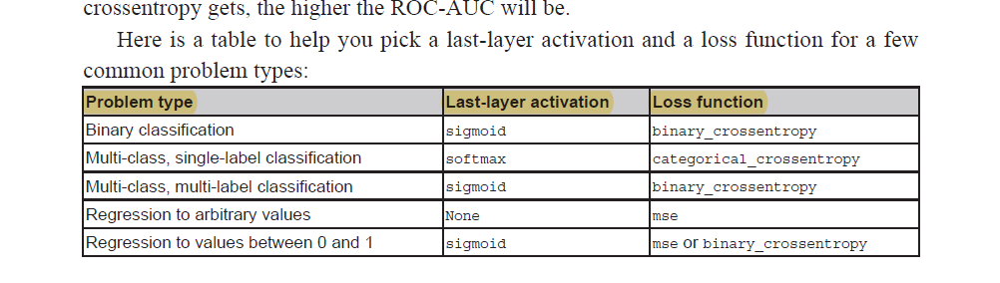 crossentropy gets, the higher the ROC-AUC will be.
Here is a table to help you pick a last-layer activation and a loss function for a few
common problem types:
Problem type Last-layer activation Loss function
Binary classification sigmoid binary_crossentropy
Multi-class, single-label classification softmax categorical_crossentropy
Multi-class, multi-label classification sigmoid binary_crossentropy
Regression to arbitrary values None mse
Regression to values between 0 and 1 sigmoid mse or binary_crossentropy